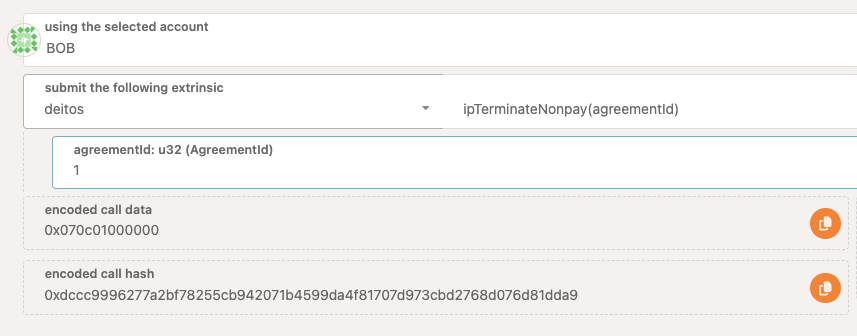 using the selected account
BOB
submit the following extrinsic
deitos
ipTerminateNonpay(agreementId)
agreementId: u32 (AgreementId)
1
encoded call data
0x070c01000000
encoded call hash
0xdccc9996277a2bf78255cb942071b4599da4f81707d973cbd2768d076d81dda9